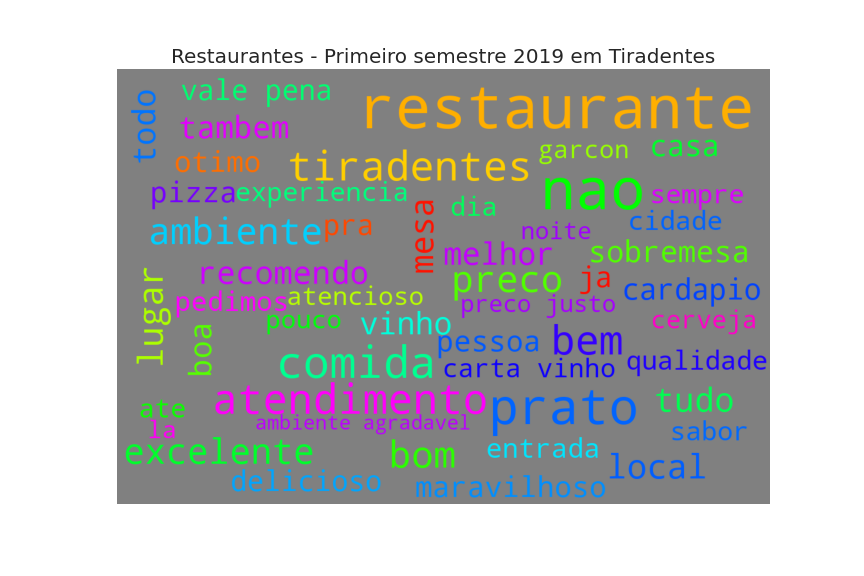 Restaurantes - Primeiro semestre 2019 em Tiradentes
todo
vale pena
restaurante
tambem
otimo
tiradentes
garcon
casa
pizza
experiencia
nao
sempre
mesa
dia
ambiente
pra
noite
cidade
melhor
sobremesa
recomendo
preco
ja
cardapio
lugar
pedimos
atencioso
preco justo
pouco
vinho
cerveja
boa
pessoa
bem
comida
carta vinho
qualidade
atendimento
prato
tudo
ate
la
ambiente agradavel
sabor
excelente
bom
entrada
local
delicioso
maravilhoso